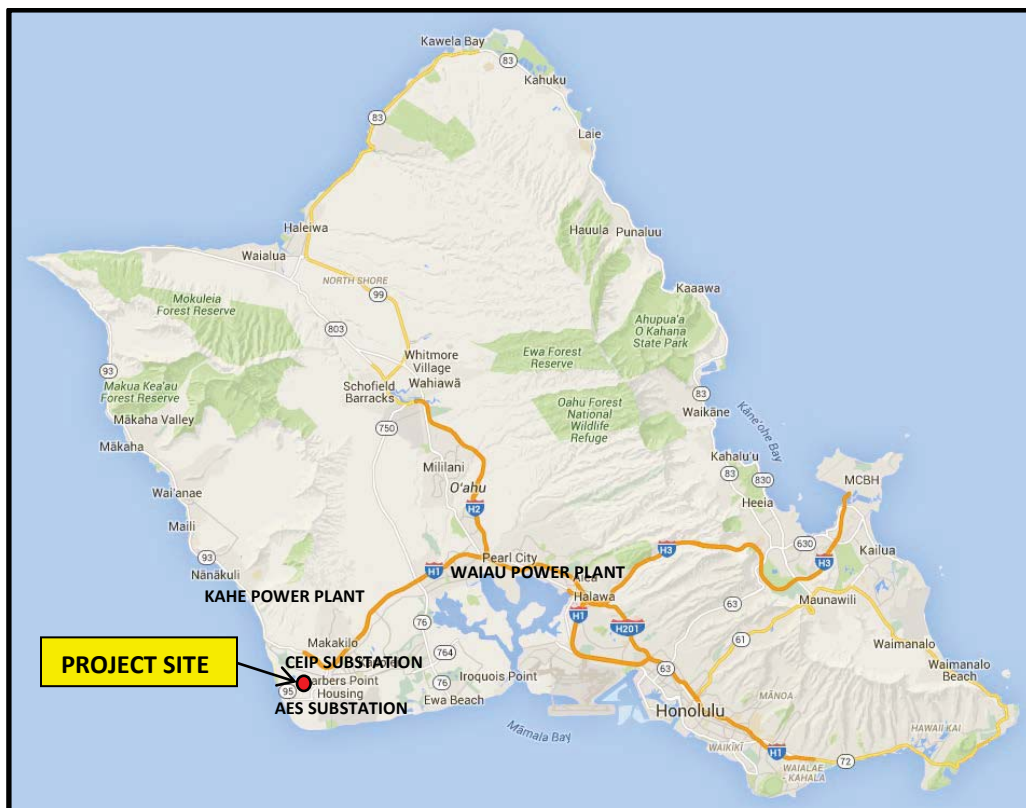 Kawela Bay
83
Kahuku
Laie
83
Haleiwa
Waialua
Hauula
Punaluu
NORTH SHORE
99
Kaaawa
Mokuleia
Forest Reserve
803
Ahupua'a
O Kahana
State Park
Ewa Forest
Reserve
Whitmore
Village
Wahiawā
Schofield
Barracks
93
Makua Kea'au
Forest Reserve
Mākaha Valley
Mākaha
750
Oahu Forest
National
Wildlife
Refuge
83
Waikāne
Kāne'ohe Bay
Kahalu'u
83
830
Mililani
O'ahu
Heeia
MCBH
Wai'anae
H2
Maili
630
Kailua
93
Nānākuli
Pearl City
H3
H3
H1
WAIAU POWER PLANT
Aiea
Halawa
KAHE POWER PLANT
H1
Maunawili
76
H201
63
61
Waimanalo
Makakilo
764
Waimanalo
Beach
PROJECT SITE
CEIP SUBSTATION
Iroquois Point
63
95
Barbers Point
Housing
76
Ewa Beach
AES SUBSTATION
MĀNOA
Honolulu
HAWAII KAI
Māmala Bay
WAIKĪKĪ
H1
72
WAIALAE
- KAHALA